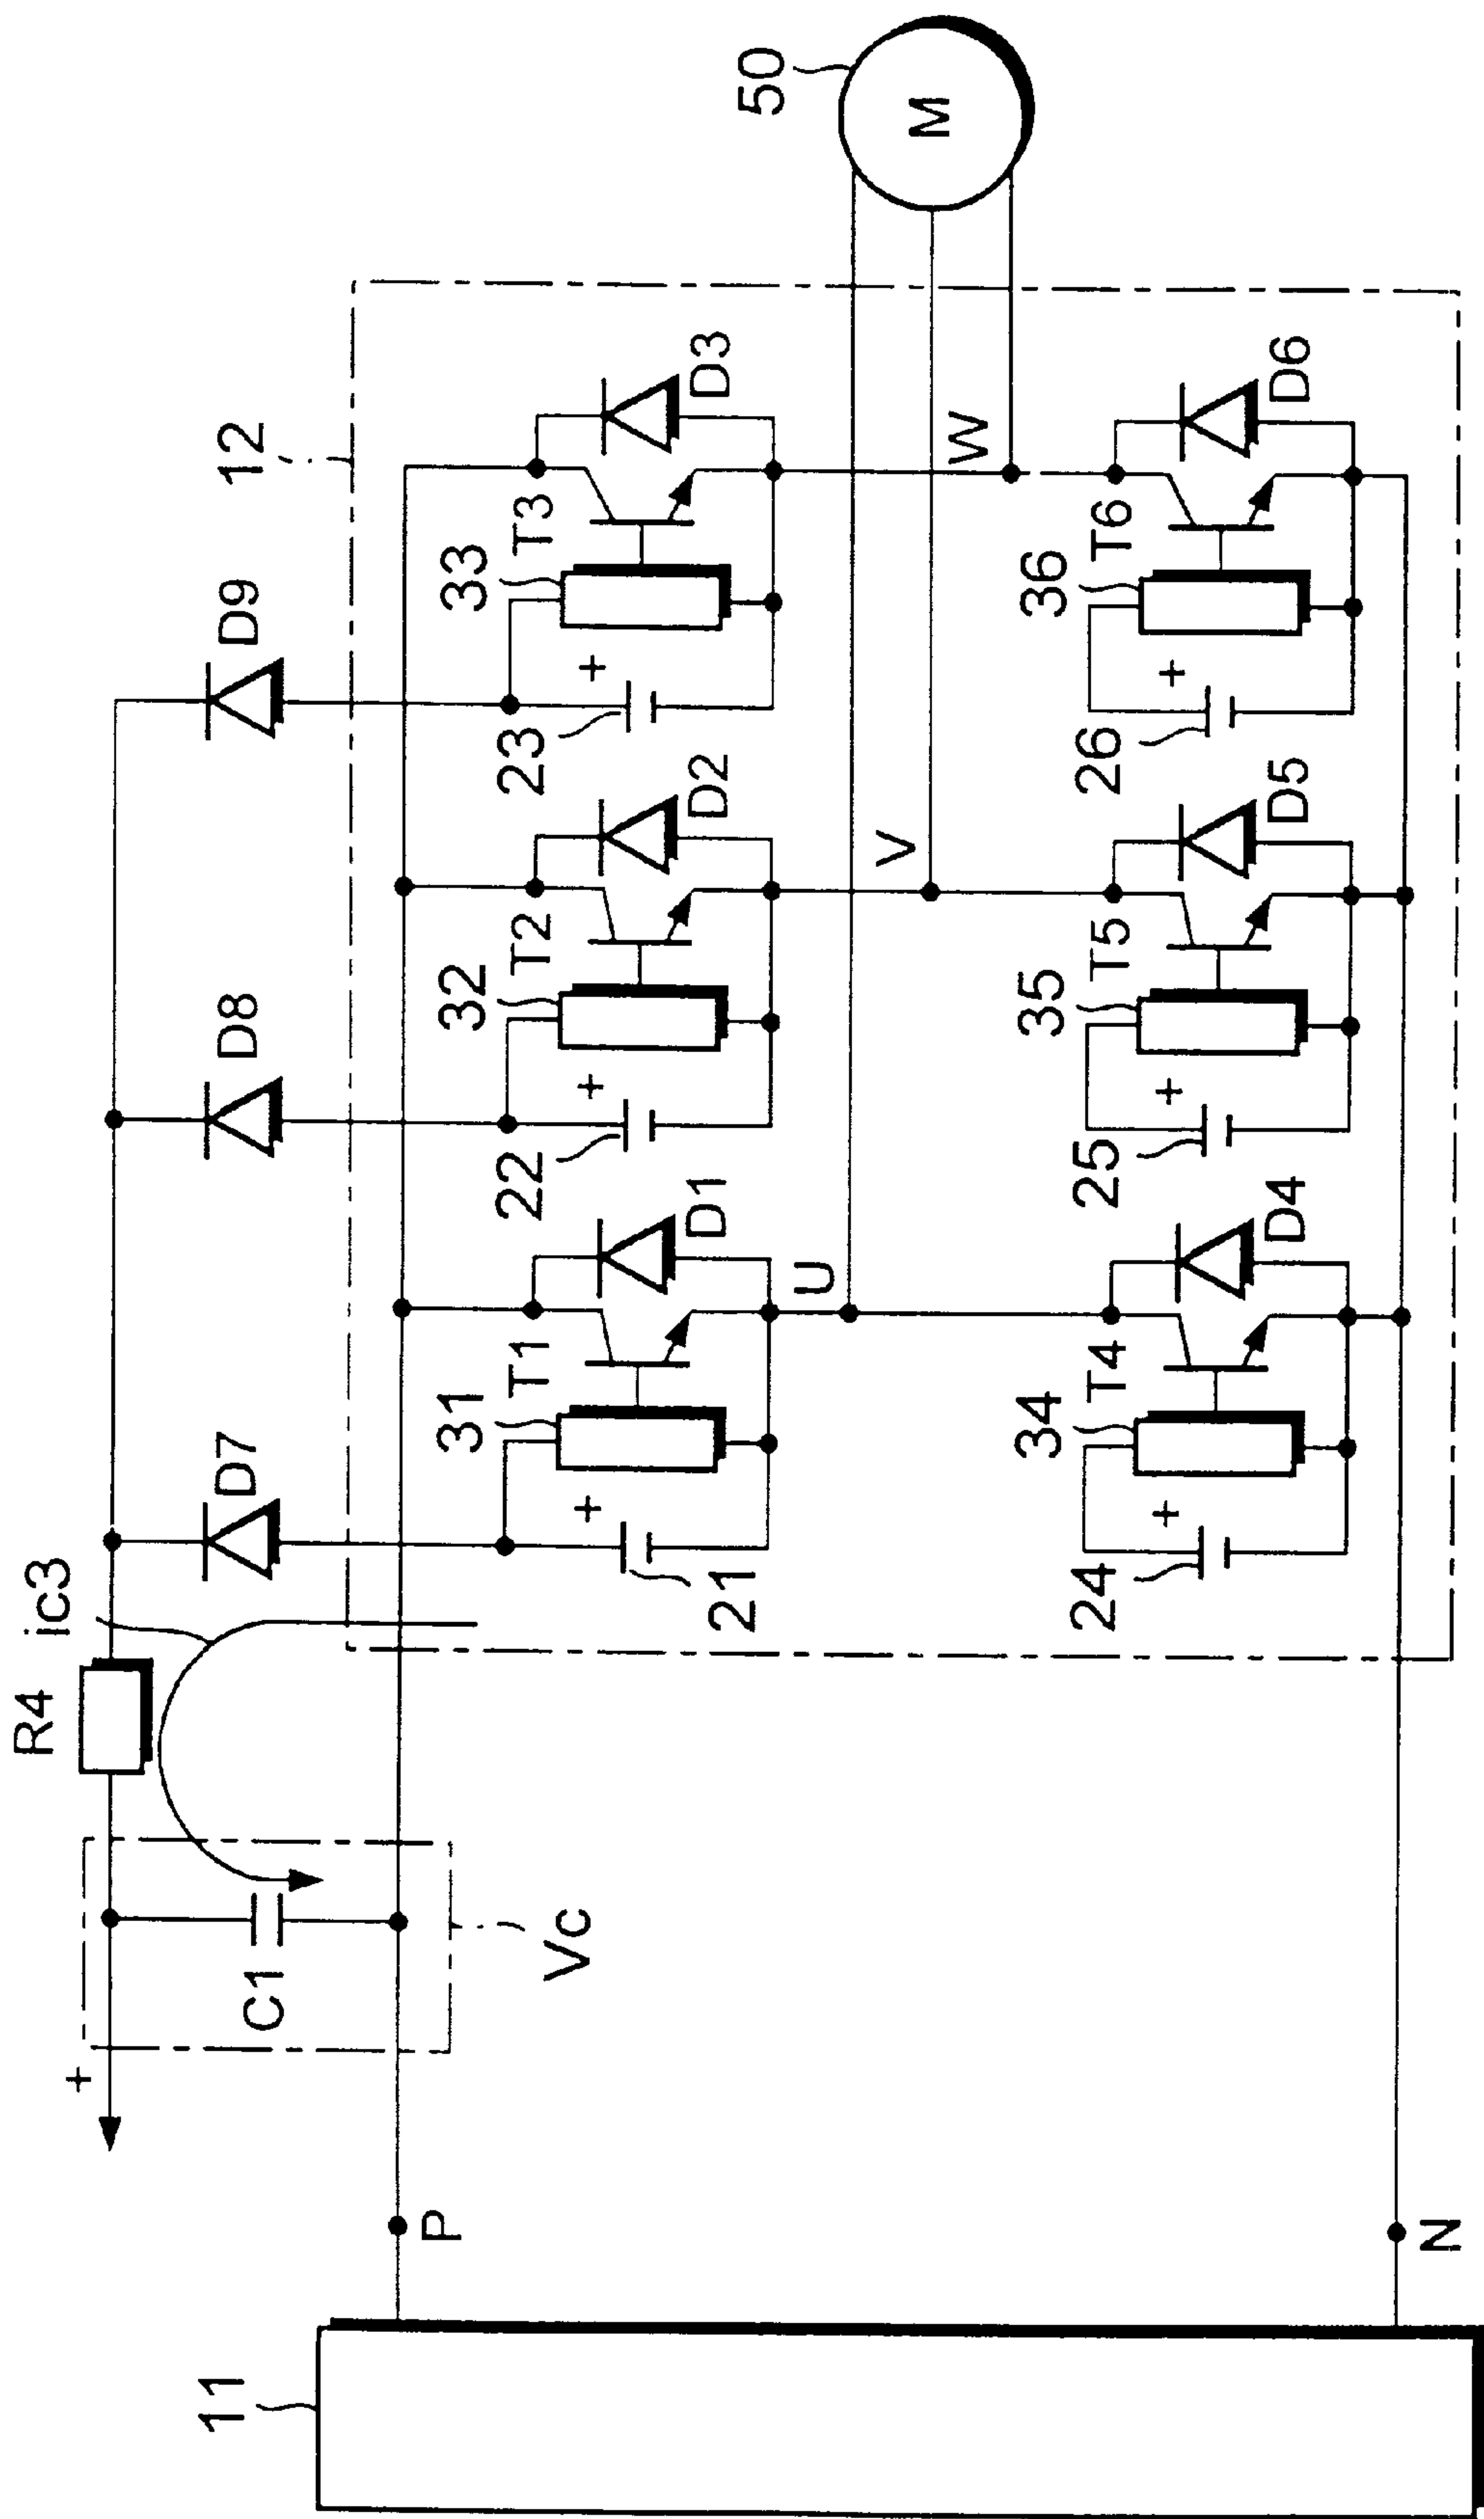 11
P
N
+
C1
Vc
R4
ic3
D7
D8
D9
12
31
T1
D1
+
21
U
32
T2
D2
+
22
V
33
T3
D3
+
23
W
34
T4
D4
+
24
35
T5
D5
+
25
36
T6
D6
+
26
50
M